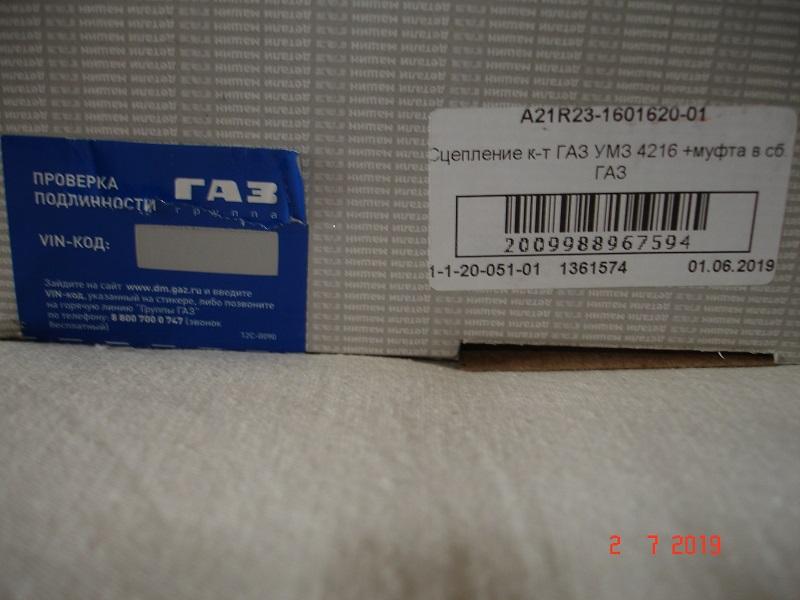 ПРОВЕРКА
ПОДЛИННОСТИ
ГАЗ
группа
VIN-КОД:
Зайдите на сайт www.dm.gaz.ru и введите
VIN-код, указанный на стикере, либо позвоните
на горячую линию "Группы ГАЗ"
по телефону: 8 800 700 0 747 (звонок
бесплатный)
12C-0090
A21R23-1601620-01
Сцепление к-т ГАЗ УМЗ 4216 +муфта в сб.
ГАЗ
2009988967594
1-1-20-051-01 1361574 01.06.2019
2 7 2019